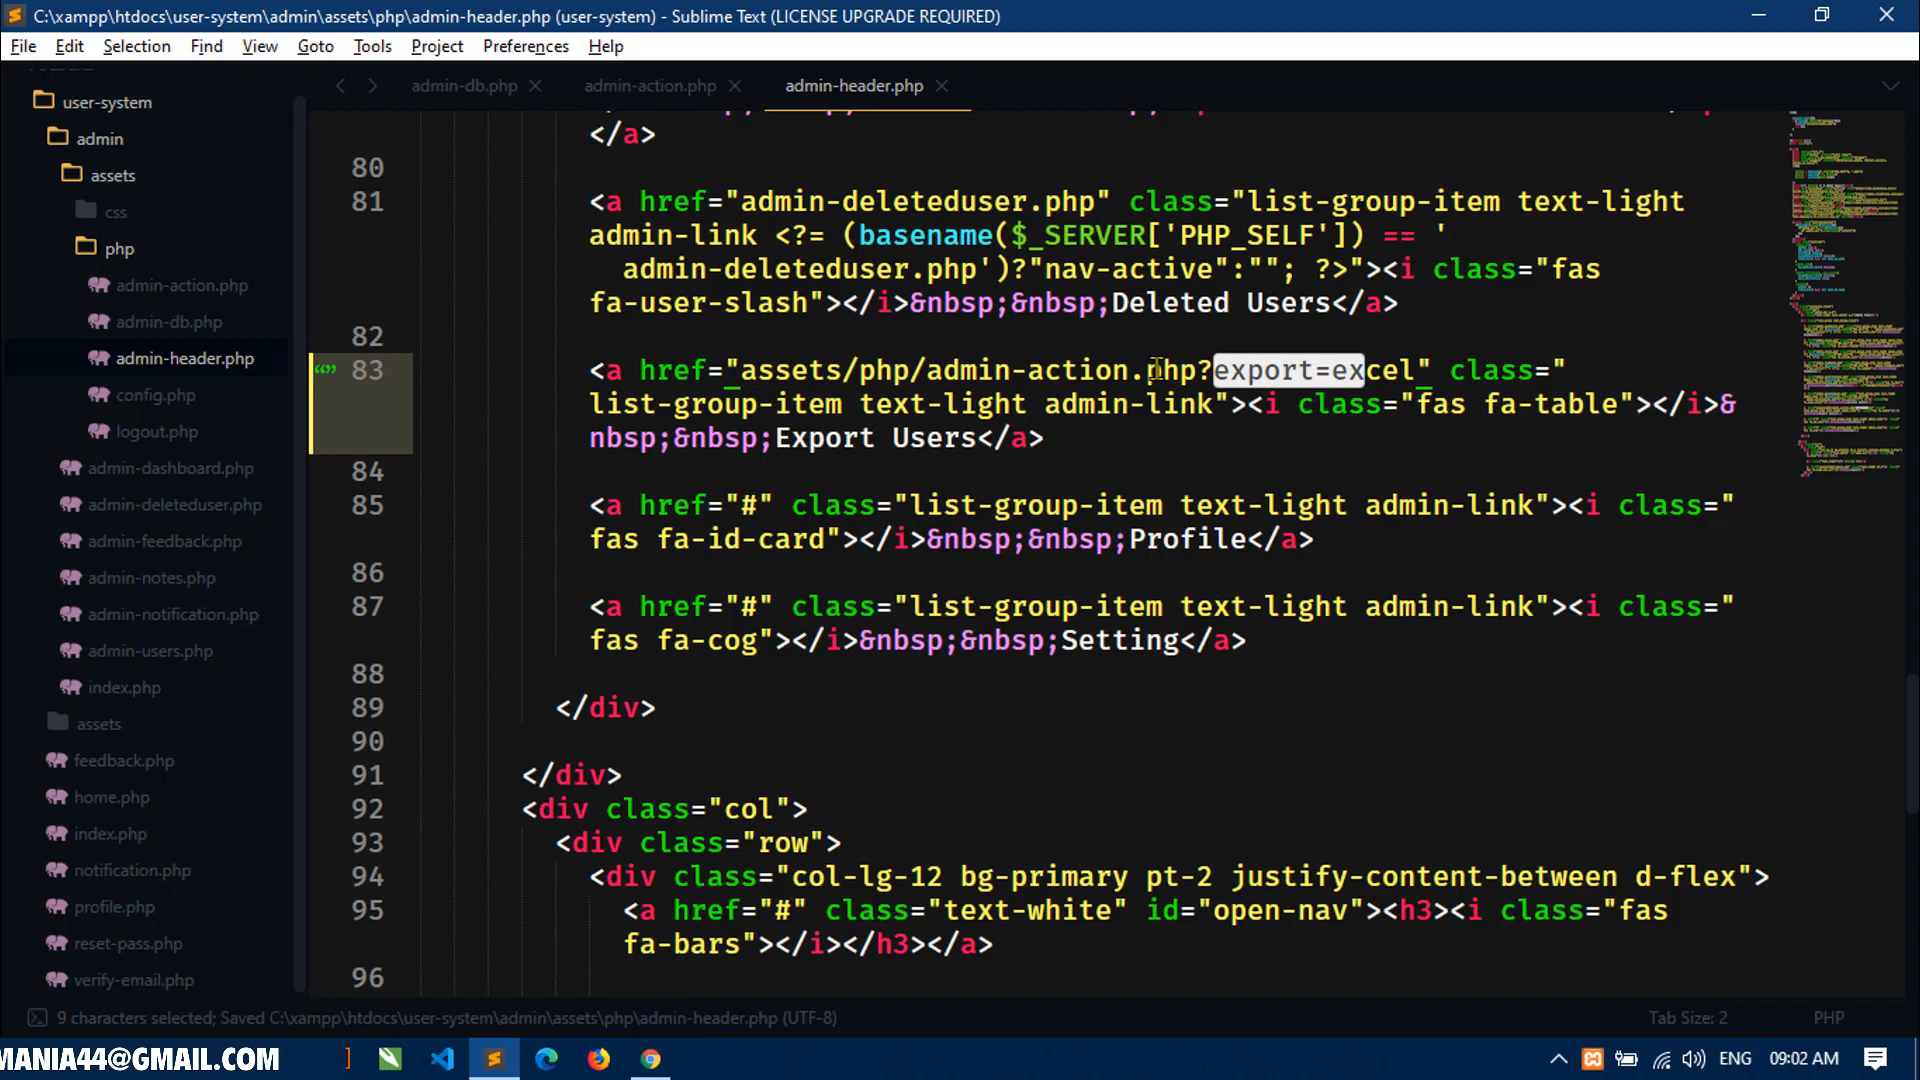 C:\xampp\htdocs\user-system\admin\assets\php\admin-header.php (user-system) - Sublime Text (LICENSE UPGRADE REQUIRED)
File Edit Selection Find View Goto Tools Project Preferences Help
user-system
admin
assets
css
php
admin-action.php
admin-db.php
admin-header.php
config.php
logout.php
admin-dashboard.php
admin-deleteduser.php
admin-feedback.php
admin-notes.php
admin-notification.php
admin-users.php
index.php
assets
feedback.php
home.php
index.php
notification.php
profile.php
reset-pass.php
verify-email.php
admin-db.php admin-action.php admin-header.php
</a>
80
81 <a href="admin-deleteduser.php" class="list-group-item text-light
admin-link <?= (basename($_SERVER['PHP_SELF']) == '
admin-deleteduser.php')?"nav-active":""; ?>"><i class="fas
fa-user-slash"></i>&nbsp;&nbsp;Deleted Users</a>
82
83 <a href="assets/php/admin-action.php?export=excel" class="
list-group-item text-light admin-link"><i class="fas fa-table"></i>&
nbsp;&nbsp;Export Users</a>
84
85 <a href="#" class="list-group-item text-light admin-link"><i class="
fas fa-id-card"></i>&nbsp;&nbsp;Profile</a>
86
87 <a href="#" class="list-group-item text-light admin-link"><i class="
fas fa-cog"></i>&nbsp;&nbsp;Setting</a>
88
89 </div>
90
91 </div>
92 <div class="col">
93 <div class="row">
94 <div class="col-lg-12 bg-primary pt-2 justify-content-between d-flex">
95 <a href="#" class="text-white" id="open-nav"><h3><i class="fas
fa-bars"></i></h3></a>
96
9 characters selected; Saved C:\xampp\htdocs\user-system\admin\assets\php\admin-header.php (UTF-8) Tab Size: 2 PHP
MANIA44@GMAIL.COM ENG 09:02 AM